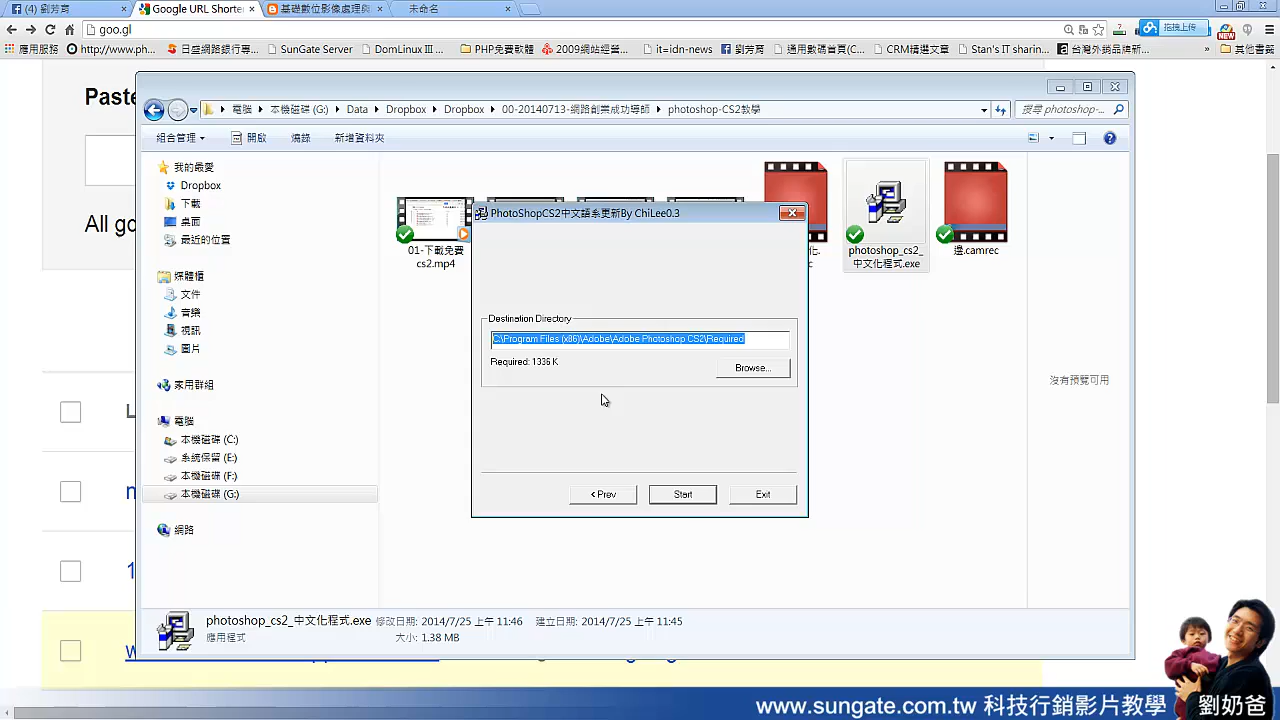 (4) 劉芳育
Google URL Shorte
基礎數位影像處理與
未命名
goo.gl
拖拽上传
應用服務
http://www.ph...
日盛網路銀行專...
SunGate Server
DomLinux III...
PHP免費軟體
2009網站經營...
it=idn-news
劉芳育
通用數碼首頁(C...
CRM精選文章
Stan's IT sharin...
台灣外銷品牌新...
»
其他書籤
NEW
Paste
All go
電腦 ▸ 本機磁碟 (G:) ▸ Data ▸ Dropbox ▸ Dropbox ▸ 00-20140713-網路創業成功導師 ▸ photoshop-CS2教學
搜尋 photoshop-...
組合管理
開啟
燒錄
新增資料夾
我的最愛
Dropbox
下載
桌面
最近的位置
媒體櫃
文件
音樂
視訊
圖片
家用群組
電腦
本機磁碟 (C:)
系統保留 (E:)
本機磁碟 (F:)
本機磁碟 (G:)
網路
01-下載免費
cs2.mp4
photoshop_cs2_
中文化程式.exe
邊.camrec
沒有預覽可用
PhotoShopCS2中文語系更新By ChiLee0.3
Destination Directory
C:\Program Files (x86)\Adobe\Adobe Photoshop CS2\Required
Required: 1336 K
Browse...
< Prev
Start
Exit
photoshop_cs2_中文化程式.exe 修改日期: 2014/7/25 上午 11:46 建立日期: 2014/7/25 上午 11:45
應用程式 大小: 1.38 MB
www.sungate.com.tw 科技行銷影片教學
劉奶爸